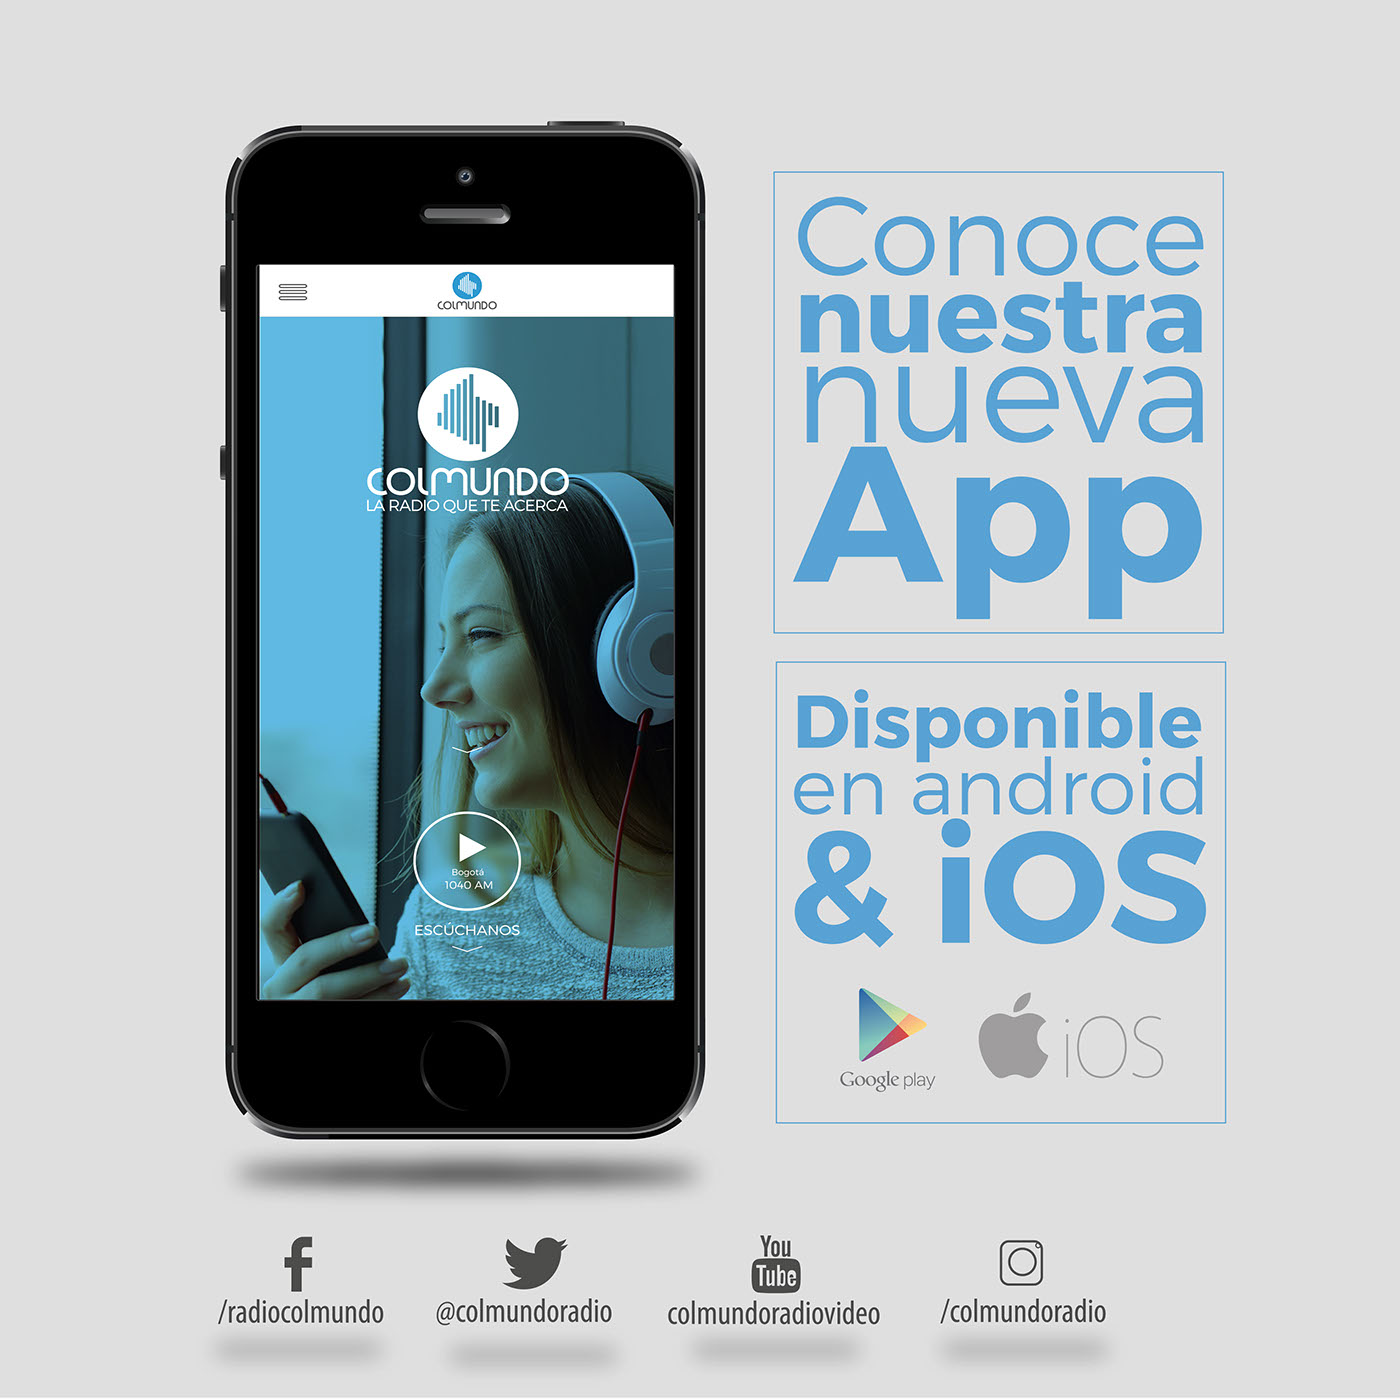 COLMUNDO
COLMUNDO
LA RADIO QUE TE ACERCA
Bogotá
1040 AM
ESCÚCHANOS
Conoce
nuestra
nueva
App
Disponible
en android
& iOS
Google play
iOS
/radiocolmundo
@colmundoradio
You
Tube
colmundoradiovideo
/colmundoradio